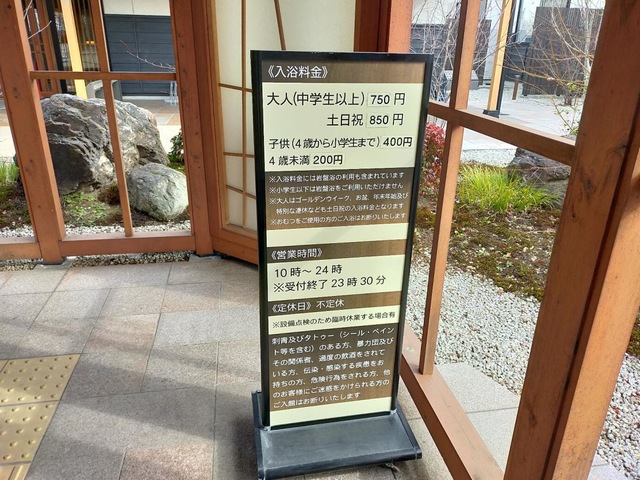 《入浴料金》
大人(中学生以上) 750 円
土日祝 850 円
子供(4歳から小学生まで) 400円
4歳未満 200円
※入浴料金には岩盤浴の利用も含まれています
※小学生以下は岩盤浴をご利用いただけません
※大人はゴールデンウイーク、お盆、年末年始及び
特別な連休なども土日祝の入浴料金となります
※おむつをご使用の方のご入浴はお断りいたします
《営業時間》
10時～24時
※受付終了23時30分
《定休日》不定休
※設備点検のため臨時休業する場合有
刺青及びタトゥー(シール・ペイン
ト等を含む)のある方、暴力団及び
その関係者、過度の飲酒をされて
いる方、伝染・感染する疾患をお
持ちの方、危険行為をされる方、他
のお客様にご迷惑をかけられる方の
ご入館はお断りいたします